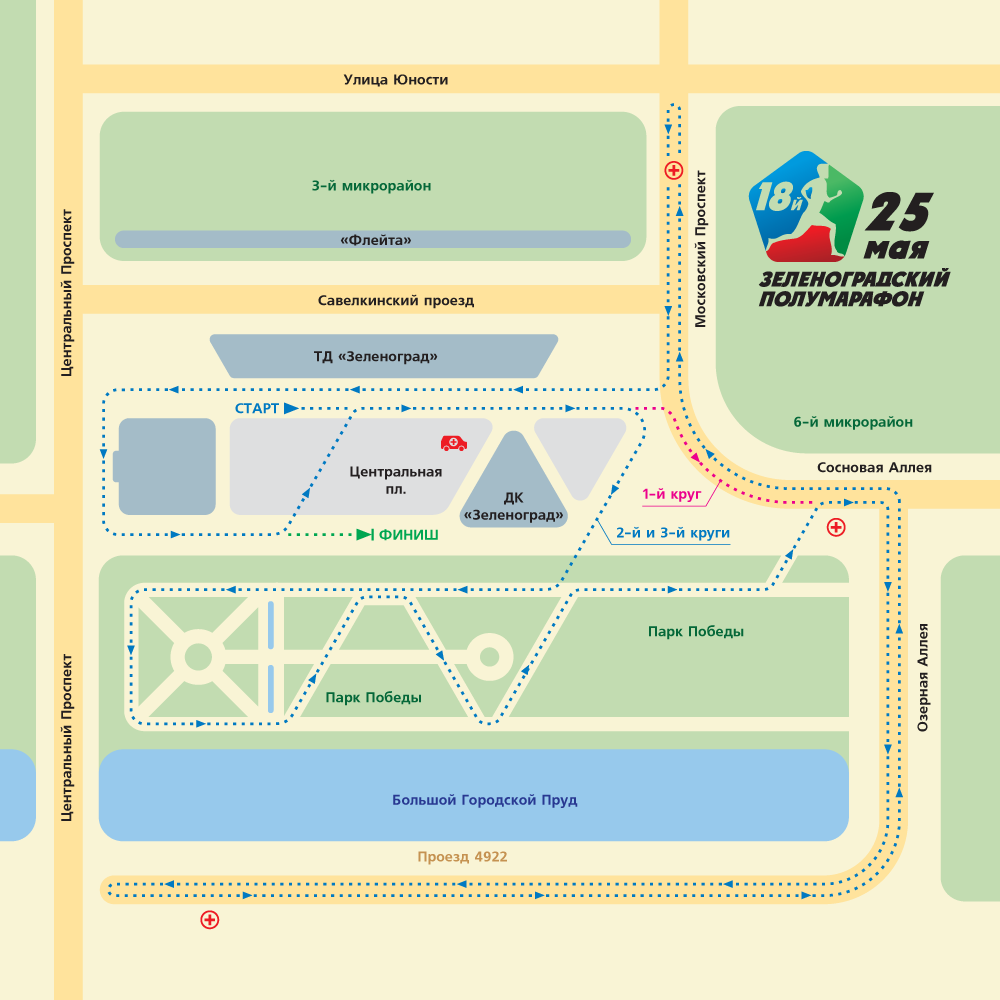 Улица Юности
3-й микрорайон
«Флейта»
Центральный Проспект
Московский Проспект
18й
25
мая
ЗЕЛЕНОГРАДСКИЙ
ПОЛУМАРАФОН
Савелкинский проезд
ТД «Зеленоград»
СТАРТ
6-й микрорайон
Центральная
пл.
Сосновая Аллея
1-й круг
ДК
«Зеленоград»
ФИНИШ
2-й и 3-й круги
Парк Победы
Парк Победы
Озерная Аллея
Центральный Проспект
Большой Городской Пруд
Проезд 4922